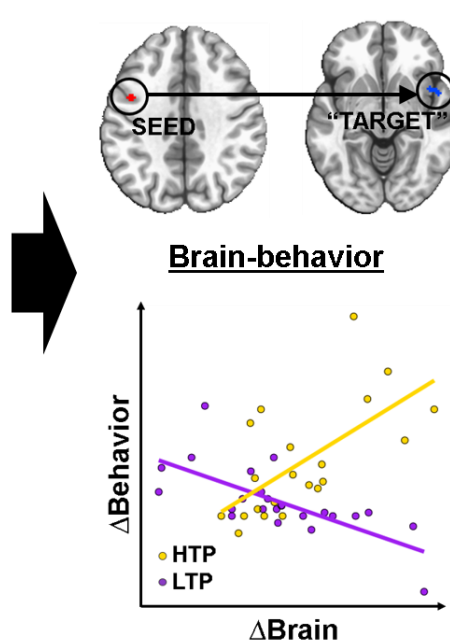 SEED
“TARGET”
Brain-behavior
ΔBehavior
HTP
LTP
ΔBrain